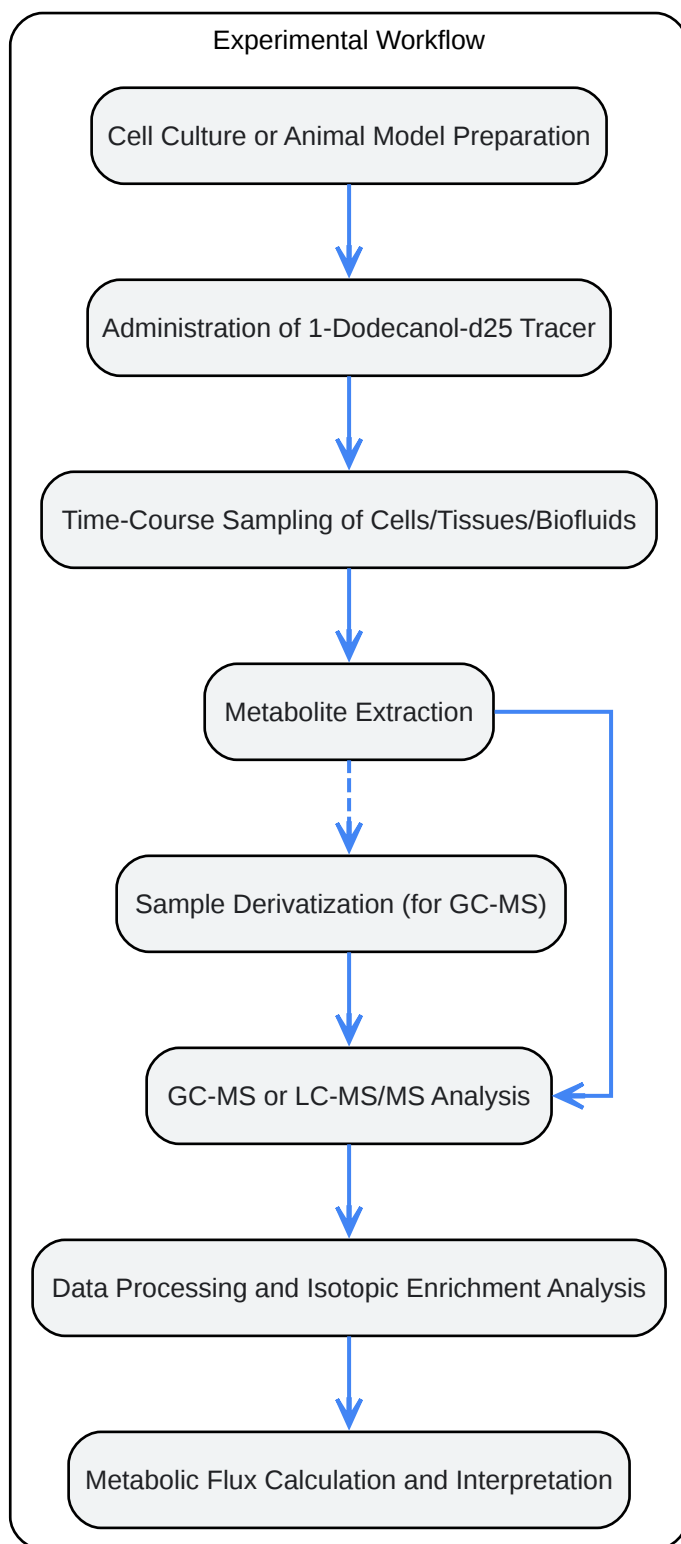 Experimental Workflow
Cell Culture or Animal Model Preparation
Administration of 1-Dodecanol-d25 Tracer
Time-Course Sampling of Cells/Tissues/Biofluids
Metabolite Extraction
Sample Derivatization (for GC-MS)
GC-MS or LC-MS/MS Analysis
Data Processing and Isotopic Enrichment Analysis
Metabolic Flux Calculation and Interpretation